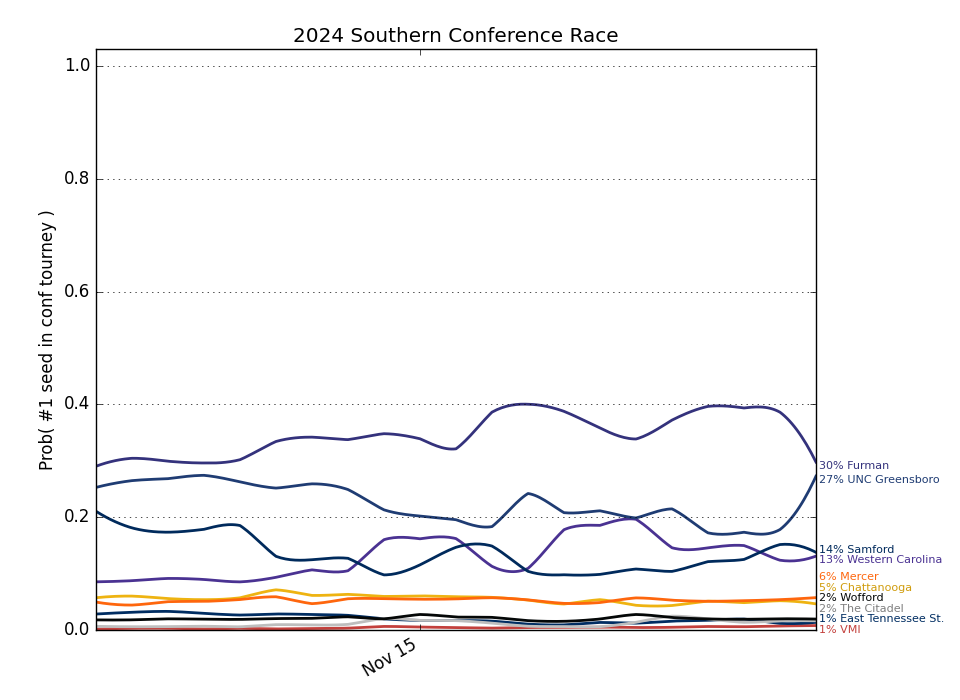 2024 Southern Conference Race
Prob( #1 seed in conf tourney )
1.0
0.8
0.6
0.4
0.2
0.0
Nov 15
30% Furman
27% UNC Greensboro
14% Samford
13% Western Carolina
6% Mercer
5% Chattanooga
2% Wofford
2% The Citadel
1% East Tennessee St.
1% VMI